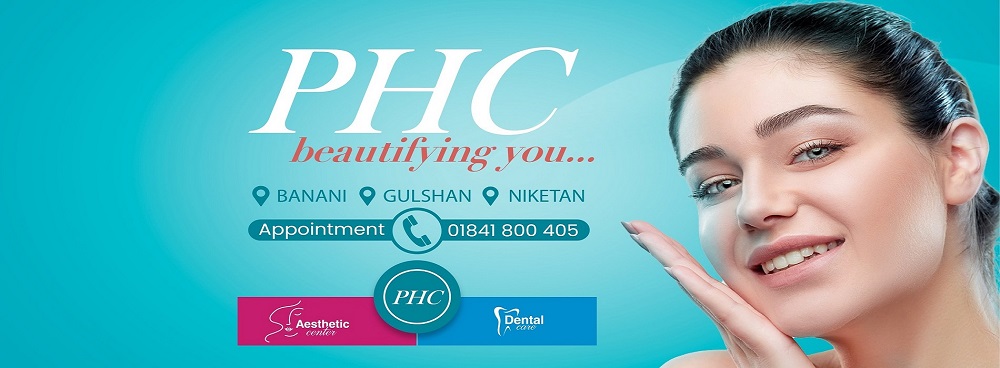 PHC
beautifying you...
BANANI GULSHAN NIKETAN
Appointment 01841 800 405
PHC
Aesthetic
center
Dental
care